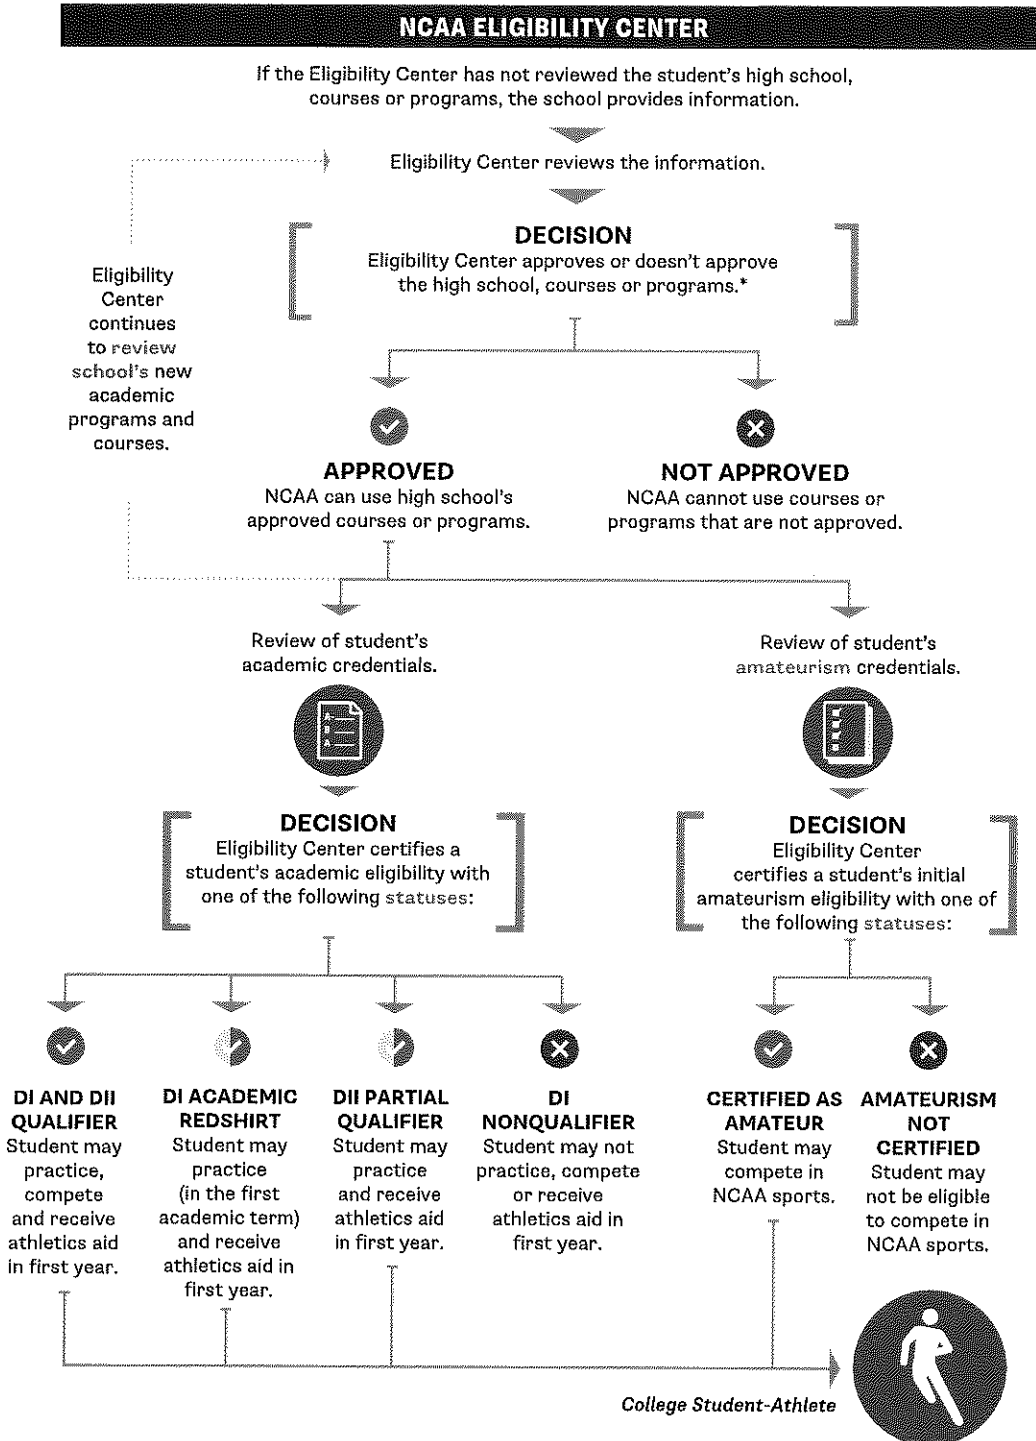 NCAA ELIGIBILITY CENTER
If the Eligibility Center has not reviewed the student's high school,
courses or programs, the school provides information.
Eligibility Center reviews the information.
DECISION
Eligibility Center approves or doesn't approve
the high school, courses or programs.*
Eligibility
Center
continues
to review
school's new
academic
programs and
courses.
APPROVED
NCAA can use high school's
approved courses or programs.
NOT APPROVED
NCAA cannot use courses or
programs that are not approved.
Review of student's
academic credentials.
Review of student's
amateurism credentials.
DECISION
Eligibility Center certifies a
student's academic eligibility with
one of the following statuses:
DECISION
Eligibility Center
certifies a student's initial
amateurism eligibility with one of
the following statuses:
DI AND DII
QUALIFIER
Student may
practice,
compete
and receive
athletics aid
in first year.
DI ACADEMIC
REDSHIRT
Student may
practice
(in the first
academic term)
and receive
athletics aid in
first year.
DII PARTIAL
QUALIFIER
Student may
practice
and receive
athletics aid
in first year.
DI
NONQUALIFIER
Student may not
practice, compete
or receive
athletics aid in
first year.
CERTIFIED AS
AMATEUR
Student may
compete in
NCAA sports.
AMATEURISM
NOT
CERTIFIED
Student may
not be eligible
to compete in
NCAA sports.
College Student-Athlete